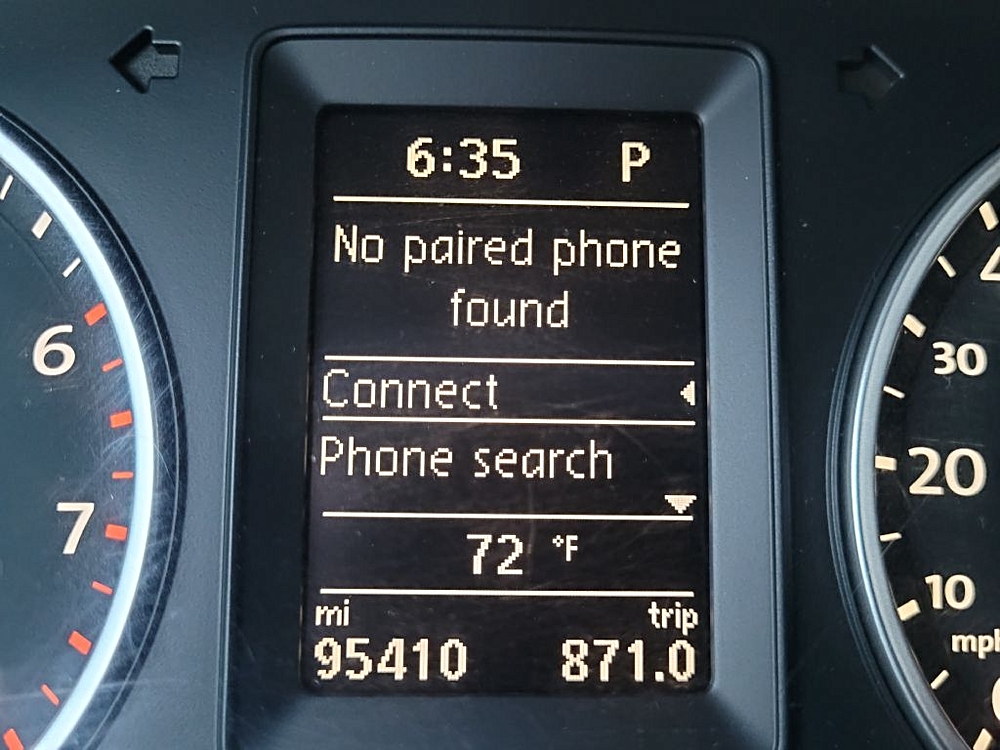 6:35 P
No paired phone
found
Connect
Phone search
72 °F
mi trip
95410 871.0
6
7
30
20
10
mph